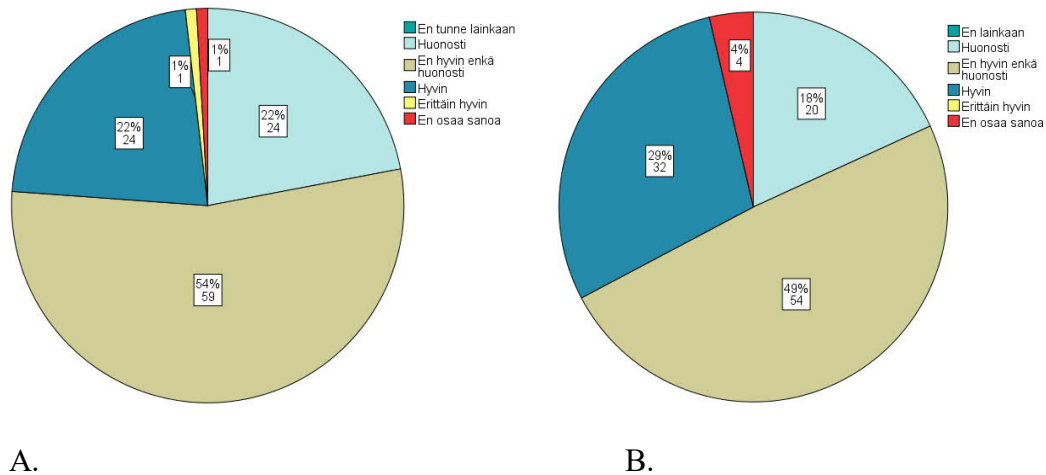 1%
1
1%
1
22%
24
22%
24
54%
59
En tunne lainkaan
Huonosti
En hyvin enkä
huonosti
Hyvin
Erittäin hyvin
En osaa sanoa
4%
4
18%
20
29%
32
49%
54
En lainkaan
Huonosti
En hyvin enkä
huonosti
Hyvin
Erittäin hyvin
En osaa sanoa
A.
B.